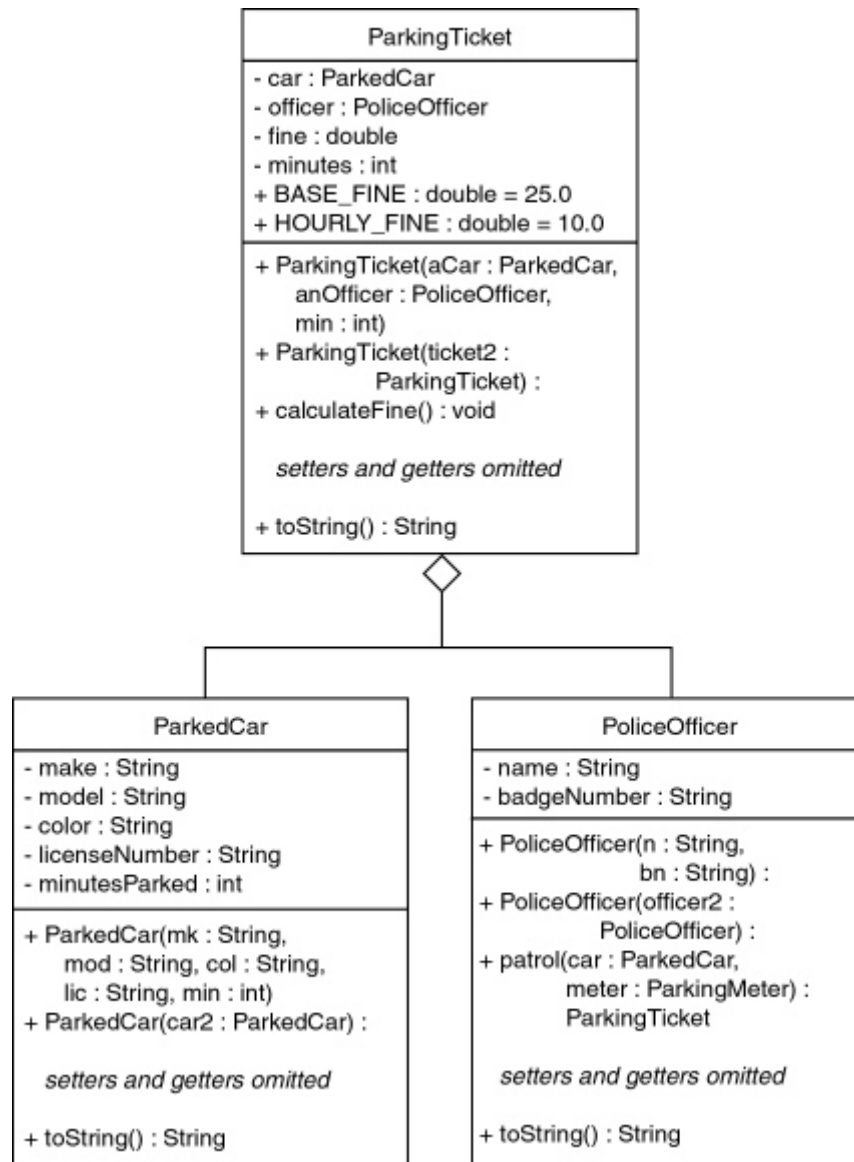 ParkingTicket
- car : ParkedCar
- officer : PoliceOfficer
- fine : double
- minutes : int
+ BASE_FINE : double = 25.0
+ HOURLY_FINE : double = 10.0
+ ParkingTicket(aCar : ParkedCar,
anOfficer : PoliceOfficer,
min : int)
+ ParkingTicket(ticket2 :
ParkingTicket) :
+ calculateFine() : void
setters and getters omitted
+ toString() : String
ParkedCar
- make : String
- model : String
- color : String
- licenseNumber : String
- minutesParked : int
+ ParkedCar(mk : String,
mod : String, col : String,
lic : String, min : int)
+ ParkedCar(car2 : ParkedCar) :
setters and getters omitted
+ toString() : String
PoliceOfficer
- name : String
- badgeNumber : String
+ PoliceOfficer(n : String,
bn : String) :
+ PoliceOfficer(officer2 :
PoliceOfficer) :
+ patrol(car : ParkedCar,
meter : ParkingMeter) :
ParkingTicket
setters and getters omitted
+ toString() : String